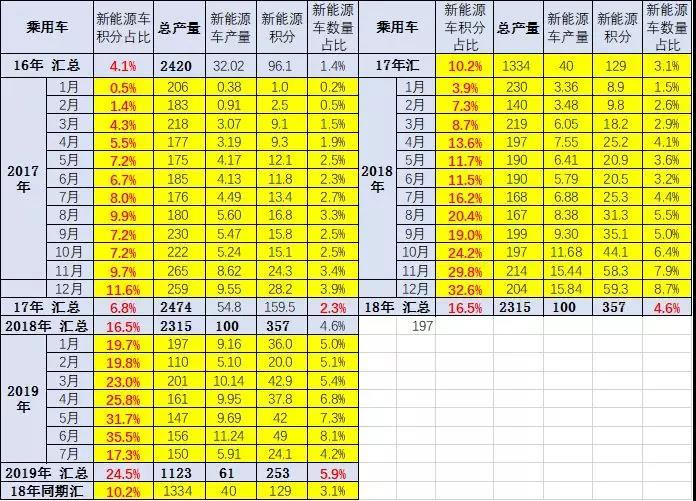 乘用车 新能源车积分占比 总产量 新能源车产量 新能源积分 新能源车数量占比 乘用车 新能源积分占比 总产量 新能源车产量 新能源积分 新能源车数量占比
16年 汇总 4.1% 2420 32.02 96.1 1.4% 17年汇 10.2% 1334 40 129 3.1%
2017年 1月 0.5% 206 0.38 1.0 0.2% 2018年 1月 3.9% 230 3.36 8.9 1.5%
2月 1.4% 183 0.91 2.5 0.5% 2月 7.3% 140 3.48 9.8 2.6%
3月 4.3% 218 3.07 9.1 1.5% 3月 8.7% 219 6.05 18.2 2.9%
4月 5.5% 177 3.19 9.3 1.9% 4月 13.6% 197 7.55 25.2 4.1%
5月 7.2% 175 4.17 12.1 2.5% 5月 11.7% 190 6.41 20.9 3.6%
6月 6.7% 185 4.13 11.8 2.3% 6月 11.5% 190 5.79 20.5 3.2%
7月 8.0% 176 4.49 13.4 2.7% 7月 16.2% 168 6.88 25.3 4.4%
8月 9.9% 180 5.60 16.8 3.3% 8月 20.4% 167 8.38 31.3 5.5%
9月 7.2% 230 5.47 15.8 2.5% 9月 19.0% 199 9.30 35.1 5.0%
10月 7.2% 222 5.24 15.1 2.5% 10月 24.2% 197 11.68 44.1 6.4%
11月 9.7% 265 8.62 24.3 3.4% 11月 29.8% 214 15.44 58.3 7.9%
12月 11.6% 259 9.55 28.2 3.9% 12月 32.6% 204 15.84 59.3 8.7%
17年 汇总 6.8% 2474 54.8 159.5 2.3% 18年 汇总 16.5% 2315 100 357 4.6%
2018年 汇总 16.5% 2315 100 357 4.6% 197
2019年 1月 19.7% 197 9.16 36.0 5.0%
2月 19.8% 110 5.10 20.0 5.1%
3月 23.0% 201 10.14 42.9 5.4%
4月 25.8% 161 9.95 37.8 6.8%
5月 31.7% 147 9.69 42 7.3%
6月 35.5% 156 11.24 49 8.1%
7月 17.3% 150 5.91 24.1 4.2%
2019年 汇总 24.5% 1123 61 253 5.9%
18年同期汇 10.2% 1334 40 129 3.1%